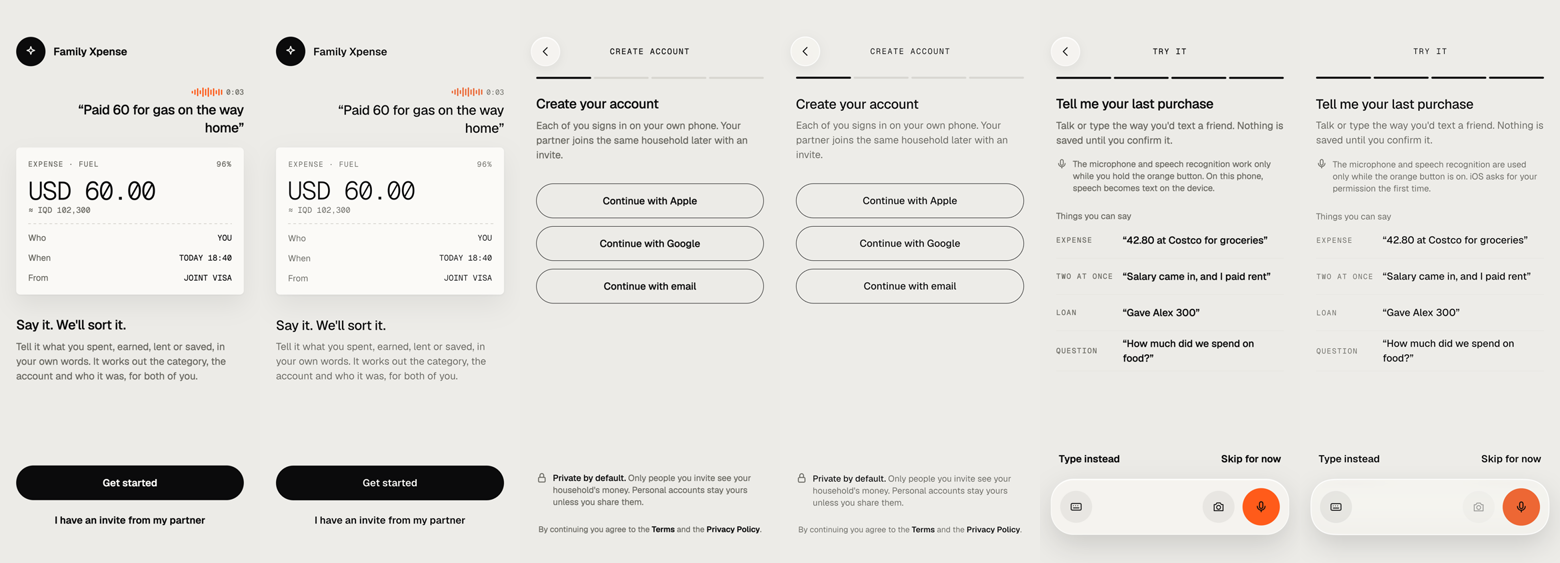 Family Xpense
0:03
“Paid 60 for gas on the way
home”
EXPENSE · FUEL 96%
USD 60.00
≈ IQD 102,300
Who YOU
When TODAY 18:40
From JOINT VISA
Say it. We'll sort it.
Tell it what you spent, earned, lent or saved, in
your own words. It works out the category, the
account and who it was, for both of you.
Get started
I have an invite from my partner
Family Xpense
0:03
“Paid 60 for gas on the way
home”
EXPENSE · FUEL 96%
USD 60.00
≈ IQD 102,300
Who YOU
When TODAY 18:40
From JOINT VISA
Say it. We'll sort it.
Tell it what you spent, earned, lent or saved, in
your own words. It works out the category, the
account and who it was, for both of you.
Get started
I have an invite from my partner
CREATE ACCOUNT
Create your account
Each of you signs in on your own phone. Your
partner joins the same household later with an
invite.
Continue with Apple
Continue with Google
Continue with email
Private by default. Only people you invite see your
household's money. Personal accounts stay yours
unless you share them.
By continuing you agree to the Terms and the Privacy Policy.
CREATE ACCOUNT
Create your account
Each of you signs in on your own phone. Your
partner joins the same household later with an
invite.
Continue with Apple
Continue with Google
Continue with email
Private by default. Only people you invite see your
household's money. Personal accounts stay yours
unless you share them.
By continuing you agree to the Terms and the Privacy Policy.
TRY IT
Tell me your last purchase
Talk or type the way you'd text a friend. Nothing is
saved until you confirm it.
The microphone and speech recognition work only
while you hold the orange button. On this phone,
speech becomes text on the device.
Things you can say
EXPENSE “42.80 at Costco for groceries”
TWO AT ONCE “Salary came in, and I paid rent”
LOAN “Gave Alex 300”
QUESTION “How much did we spend on
food?”
Type instead Skip for now
TRY IT
Tell me your last purchase
Talk or type the way you'd text a friend. Nothing is
saved until you confirm it.
The microphone and speech recognition are used
only while the orange button is on. iOS asks for your
permission the first time.
Things you can say
EXPENSE “42.80 at Costco for groceries”
TWO AT ONCE “Salary came in, and I paid rent”
LOAN “Gave Alex 300”
QUESTION “How much did we spend on
food?”
Type instead Skip for now